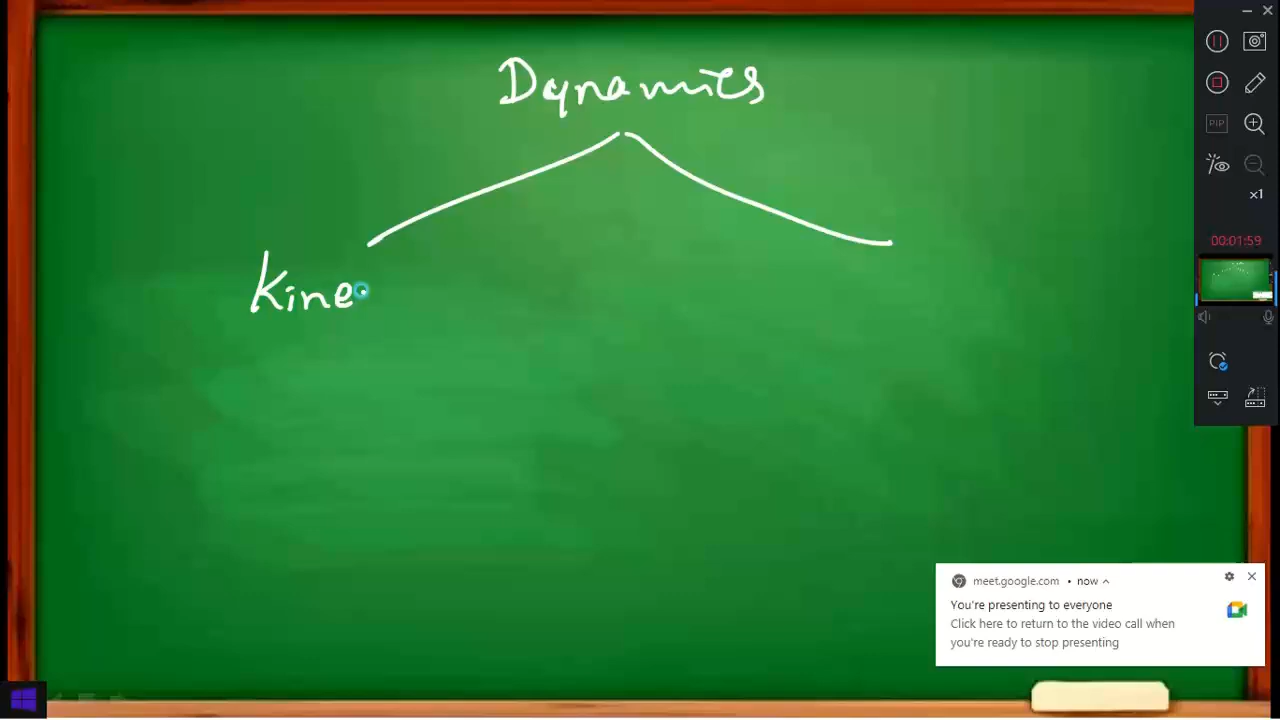 Dynamics
Kine
PIP
×1
00:01:59
meet.google.com • now
You're presenting to everyone
Click here to return to the video call when
you're ready to stop presenting